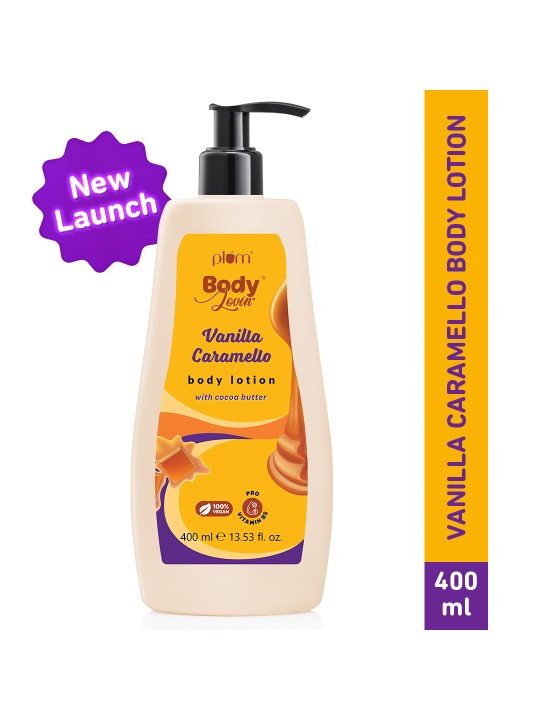 New
Launch
plum®
Body®
Lovin'
Vanilla
Caramello
body lotion
with cocoa butter
100%
VEGAN
PRO
VITAMIN B5
400 ml ℮ 13.53 fl. oz.
VANILLA CARAMELLO BODY LOTION
400
ml